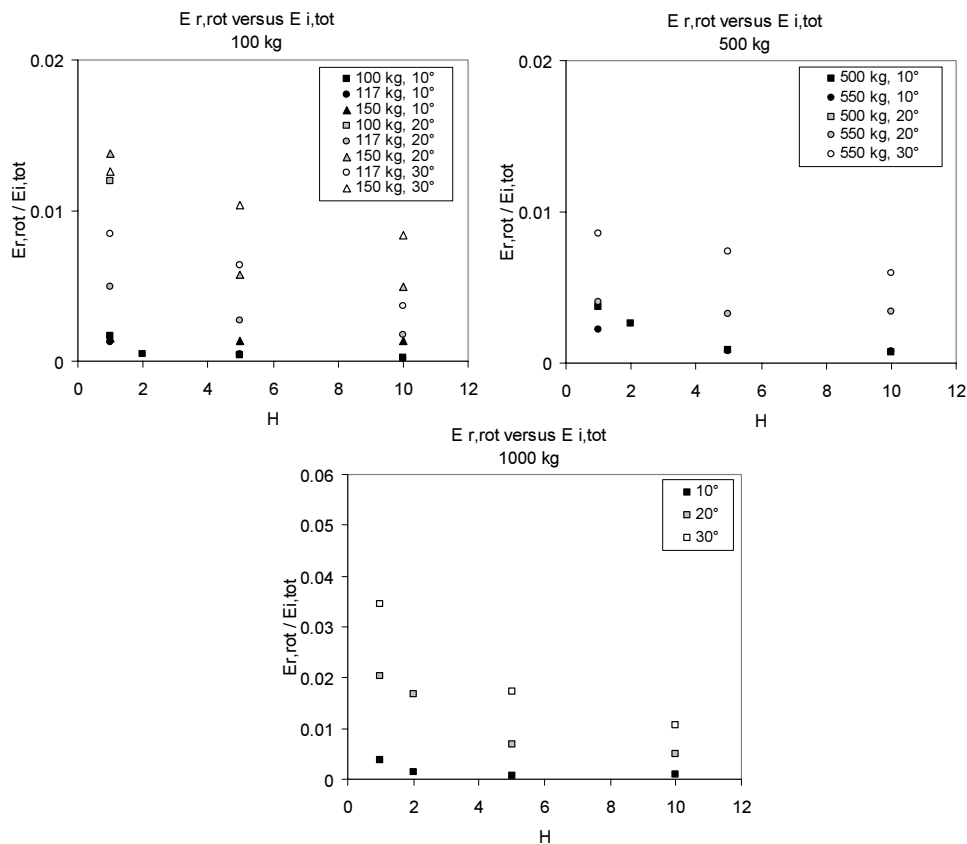 E r,rot versus E i,tot
100 kg
0.02
0.01
0
Er,rot / Ei,tot
0 2 4 6 8 10 12
H
100 kg, 10°
117 kg, 10°
150 kg, 10°
100 kg, 20°
117 kg, 20°
150 kg, 20°
117 kg, 30°
150 kg, 30°
E r,rot versus E i,tot
500 kg
0.02
0.01
0
Er,rot / Ei,tot
0 2 4 6 8 10 12
H
500 kg, 10°
550 kg, 10°
500 kg, 20°
550 kg, 20°
550 kg, 30°
E r,rot versus E i,tot
1000 kg
0.06
0.05
0.04
0.03
0.02
0.01
0
Er,rot / Ei,tot
0 2 4 6 8 10 12
H
10°
20°
30°